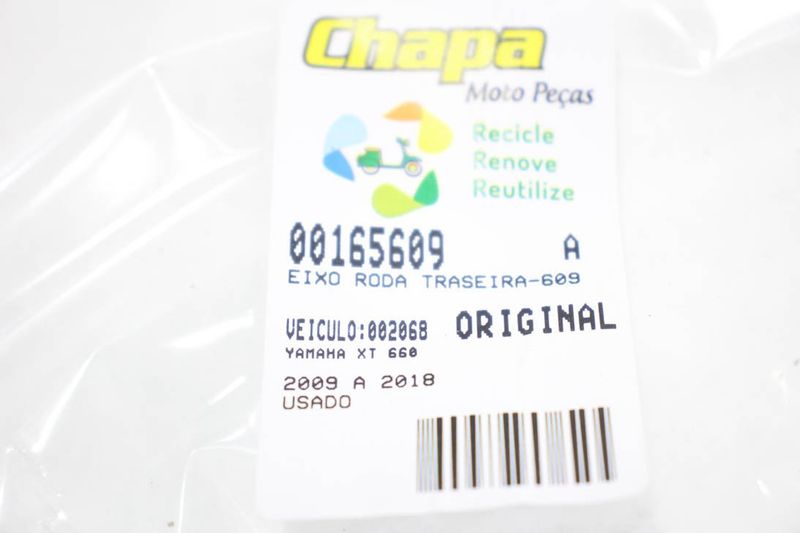 Chapa
Moto Peças
Recicle
Renove
Reutilize
00165609 A
EIXO RODA TRASEIRA-609
VEICULO:002068 ORIGINAL
YAMAHA XT 660
2009 A 2018
USADO